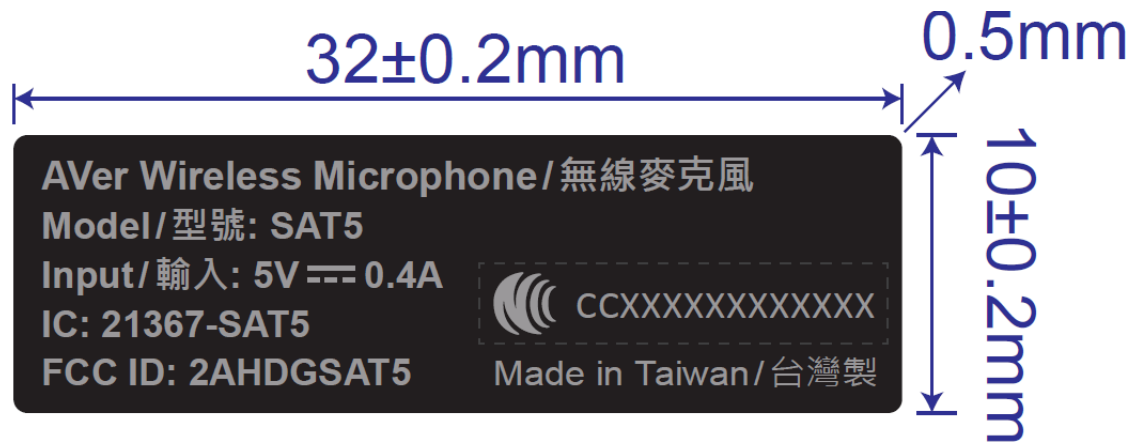 32±0.2mm
0.5mm
10±0.2mm
AVer Wireless Microphone/無線麥克風
Model/型號: SAT5
Input/輸入: 5V ⎓ 0.4A
IC: 21367-SAT5
FCC ID: 2AHDGSAT5
CCXXXXXXXXXXXX
Made in Taiwan/台灣製